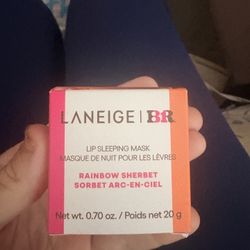 LANEIGE | BR
LIP SLEEPING MASK
MASQUE DE NUIT POUR LES LÈVRES
RAINBOW SHERBET
SORBET ARC-EN-CIEL
Net wt. 0.70 oz. / Poids net 20 g